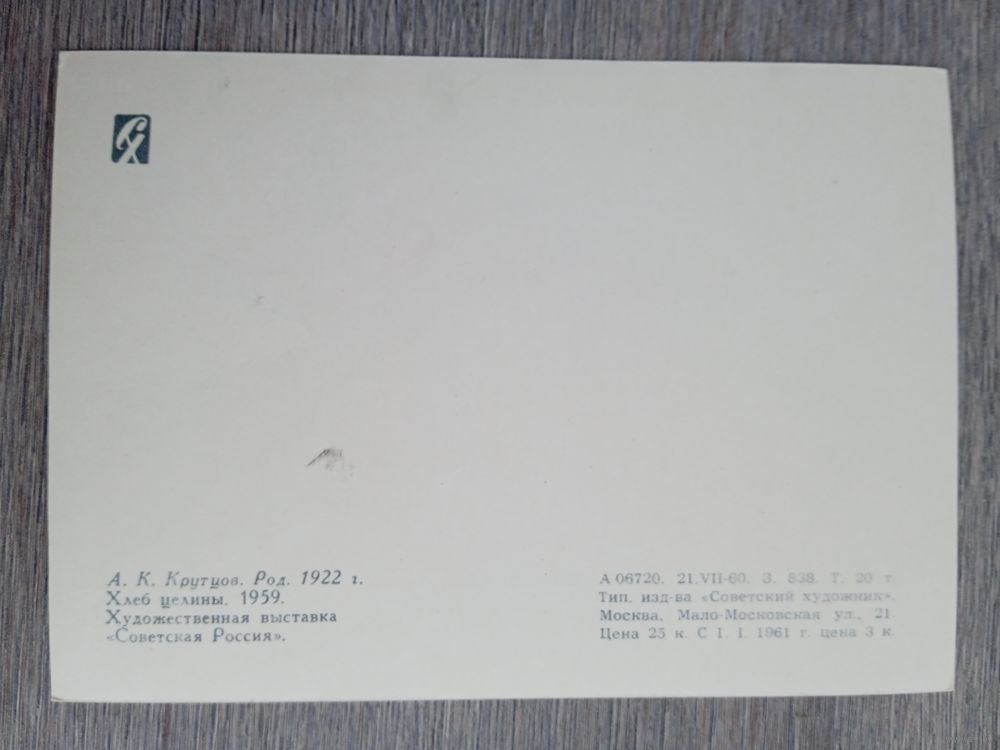 СХ
А. К. Крутцов. Род. 1922 г.
Хлеб целины. 1959.
Художественная выставка
«Советская Россия».
А 06720. 21.VII-60. З. 838. Т. 20 т.
Тип. изд-ва «Советский художник».
Москва, Мало-Московская ул., 21.
Цена 25 к. С 1. I. 1961 г. цена 3 к.